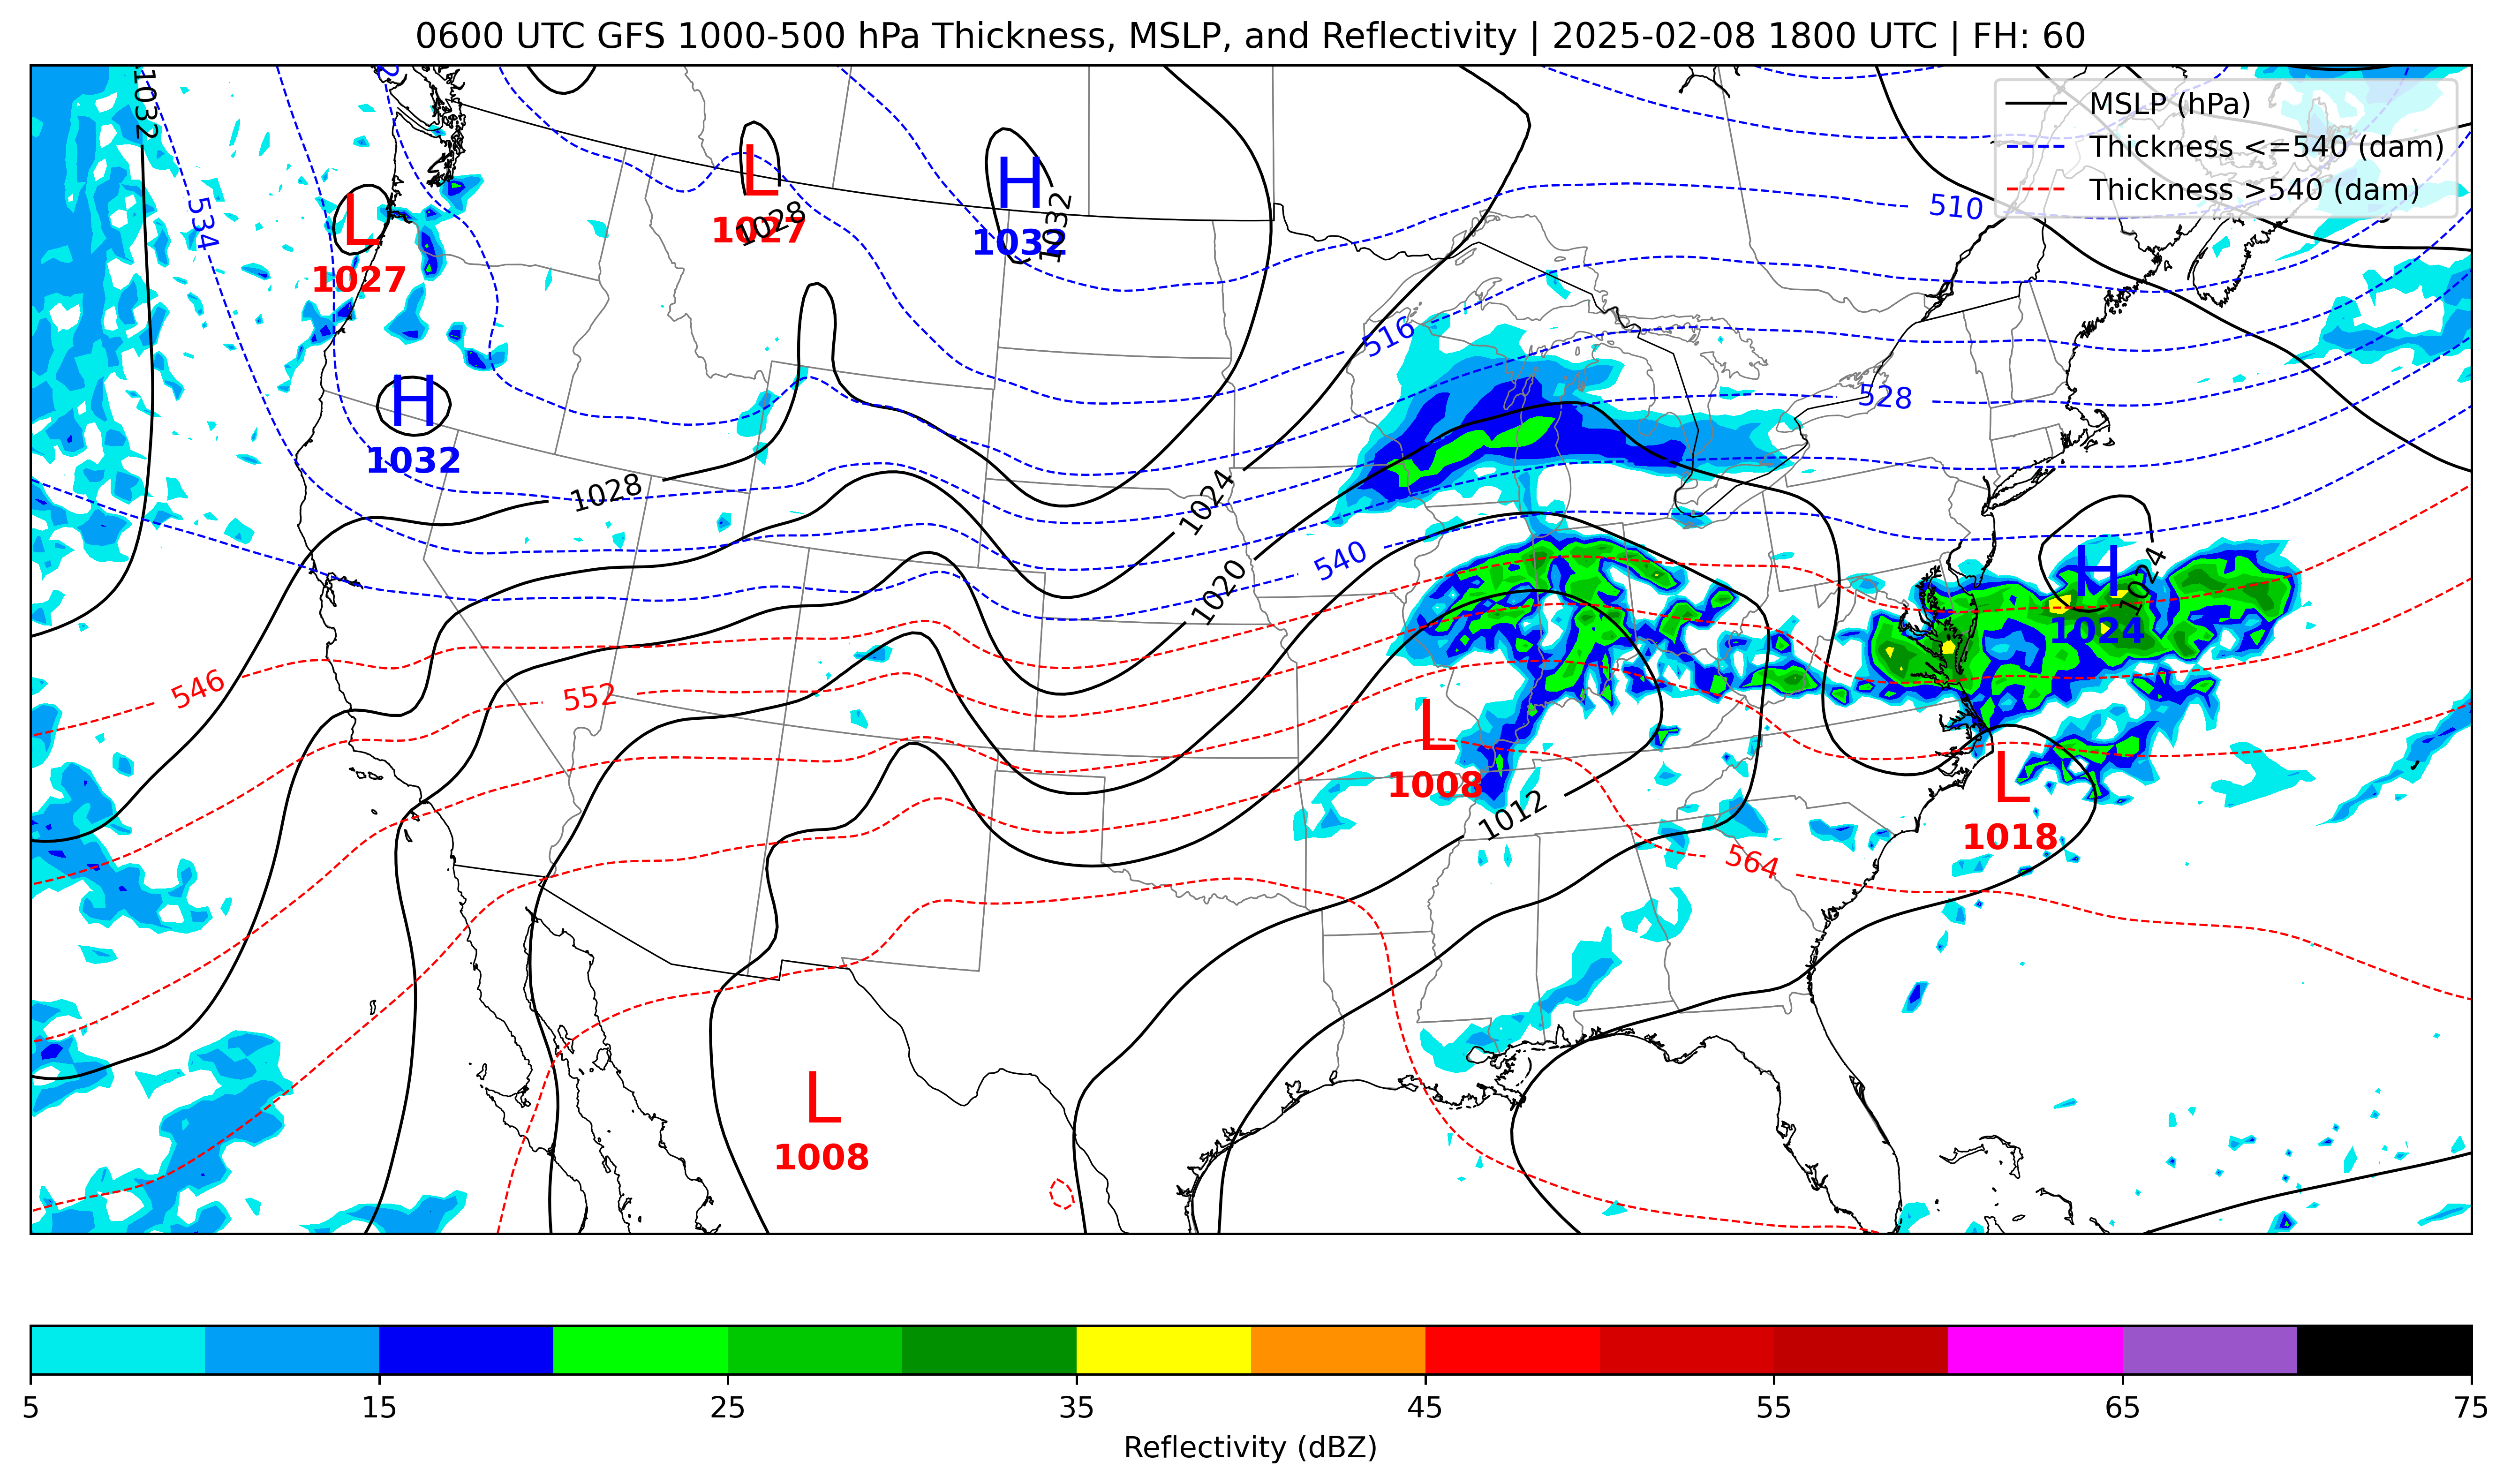 0600 UTC GFS 1000-500 hPa Thickness, MSLP, and Reflectivity | 2025-02-08 1800 UTC | FH: 60
MSLP (hPa)
Thickness <=540 (dam)
Thickness >540 (dam)
1032
534
L
1027
L
1027
1028
H
1032
1032
510
516
528
H
1032
1028
1024
1020
540
H
1024
1024
546
552
L
1008
1012
L
1018
564
L
1008
5
15
25
35
45
55
65
75
Reflectivity (dBZ)